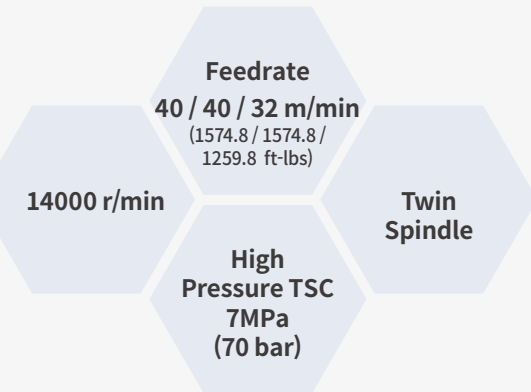 Feedrate
40 / 40 / 32 m/min
(1574.8 / 1574.8 /
1259.8 ft-lbs)
14000 r/min
Twin
Spindle
High
Pressure TSC
7MPa
(70 bar)